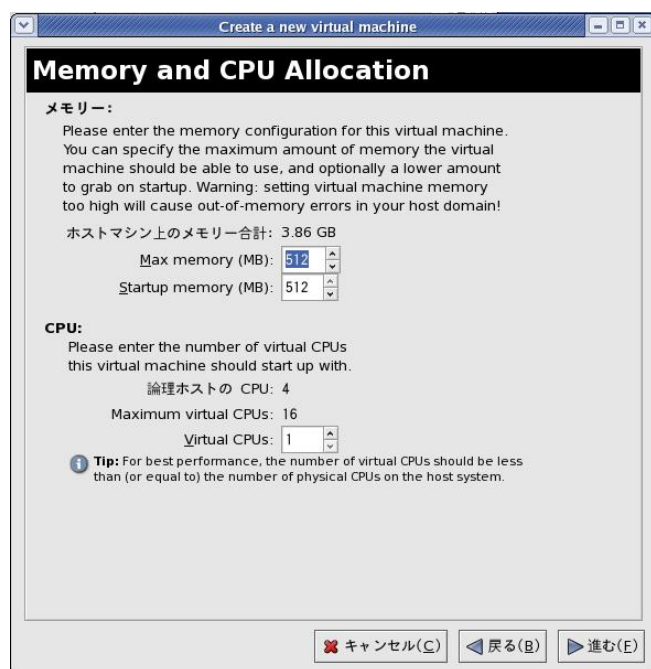 Create a new virtual machine
Memory and CPU Allocation
メモリー:
Please enter the memory configuration for this virtual machine.
You can specify the maximum amount of memory the virtual
machine should be able to use, and optionally a lower amount
to grab on startup. Warning: setting virtual machine memory
too high will cause out-of-memory errors in your host domain!
ホストマシン上のメモリー合計: 3.86 GB
Max memory (MB): 512
Startup memory (MB): 512
CPU:
Please enter the number of virtual CPUs
this virtual machine should start up with.
論理ホストの CPU: 4
Maximum virtual CPUs: 16
Virtual CPUs: 1
Tip: For best performance, the number of virtual CPUs should be less
than (or equal to) the number of physical CPUs on the host system.
キャンセル(C) 戻る(B) 進む(F)